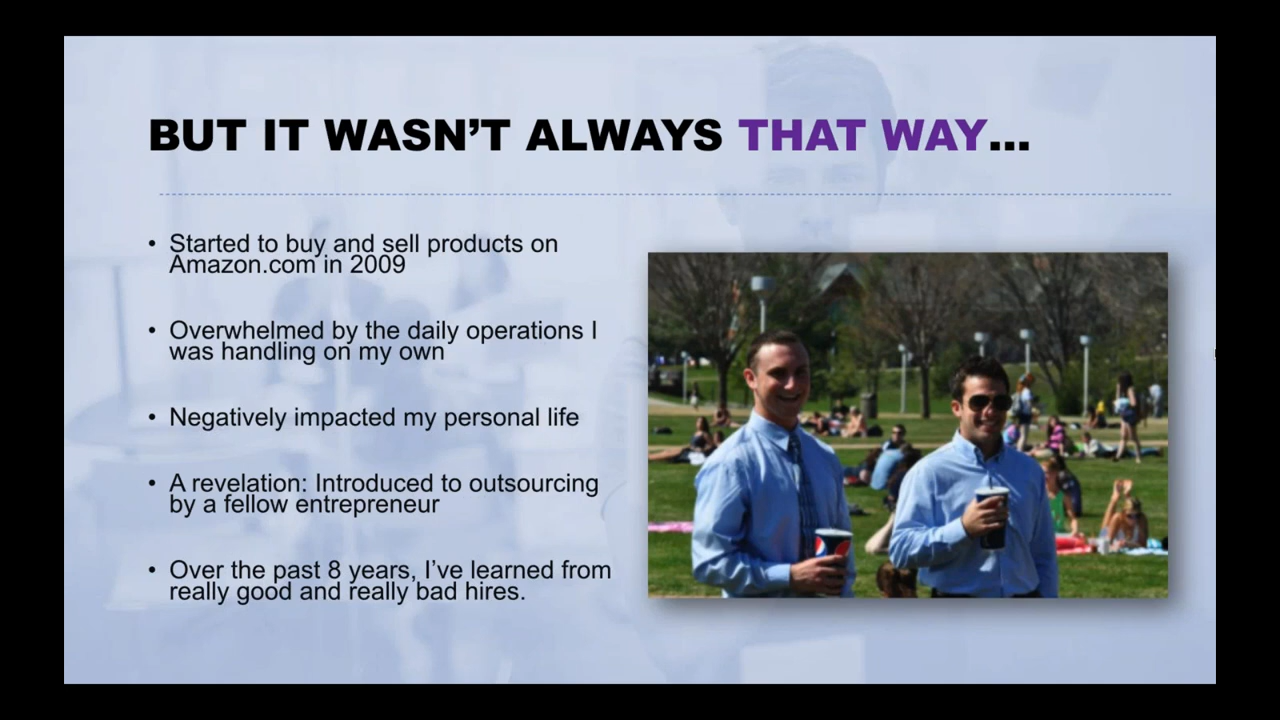 BUT IT WASN’T ALWAYS THAT WAY...
• Started to buy and sell products on
Amazon.com in 2009
• Overwhelmed by the daily operations I
was handling on my own
• Negatively impacted my personal life
• A revelation: Introduced to outsourcing
by a fellow entrepreneur
• Over the past 8 years, I’ve learned from
really good and really bad hires.